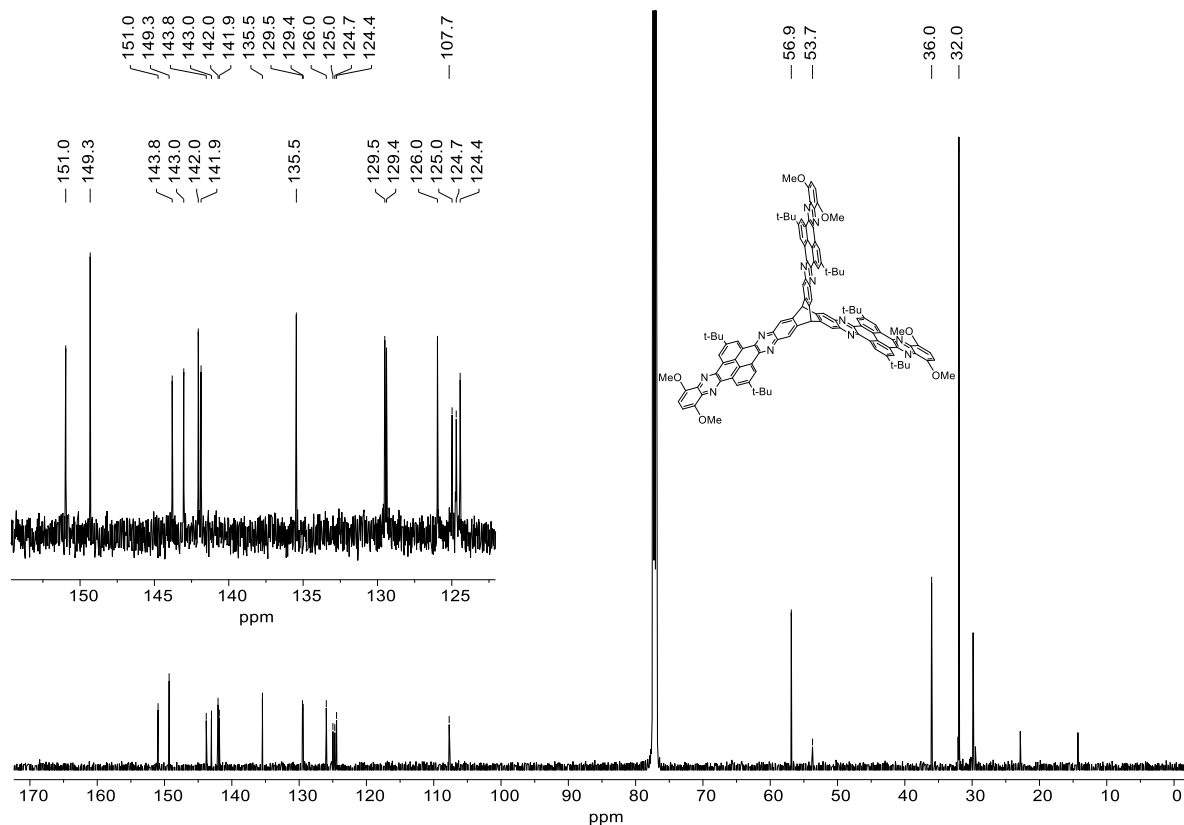 151.0
149.3
143.8
143.0
142.0
141.9
135.5
129.5
129.4
126.0
125.0
124.7
124.4
107.7
56.9
53.7
36.0
32.0
151.0
149.3
143.8
143.0
142.0
141.9
135.5
129.5
129.4
126.0
125.0
124.7
124.4
150 145 140 135 130 125
ppm
MeO
N
t-Bu
N
OMe
N
t-Bu
N
t-Bu
N
MeO
N
t-Bu
N
N
N
t-Bu
N
OMe
MeO
N
N
N
t-Bu
OMe
170 160 150 140 130 120 110 100 90 80 70 60 50 40 30 20 10 0
ppm